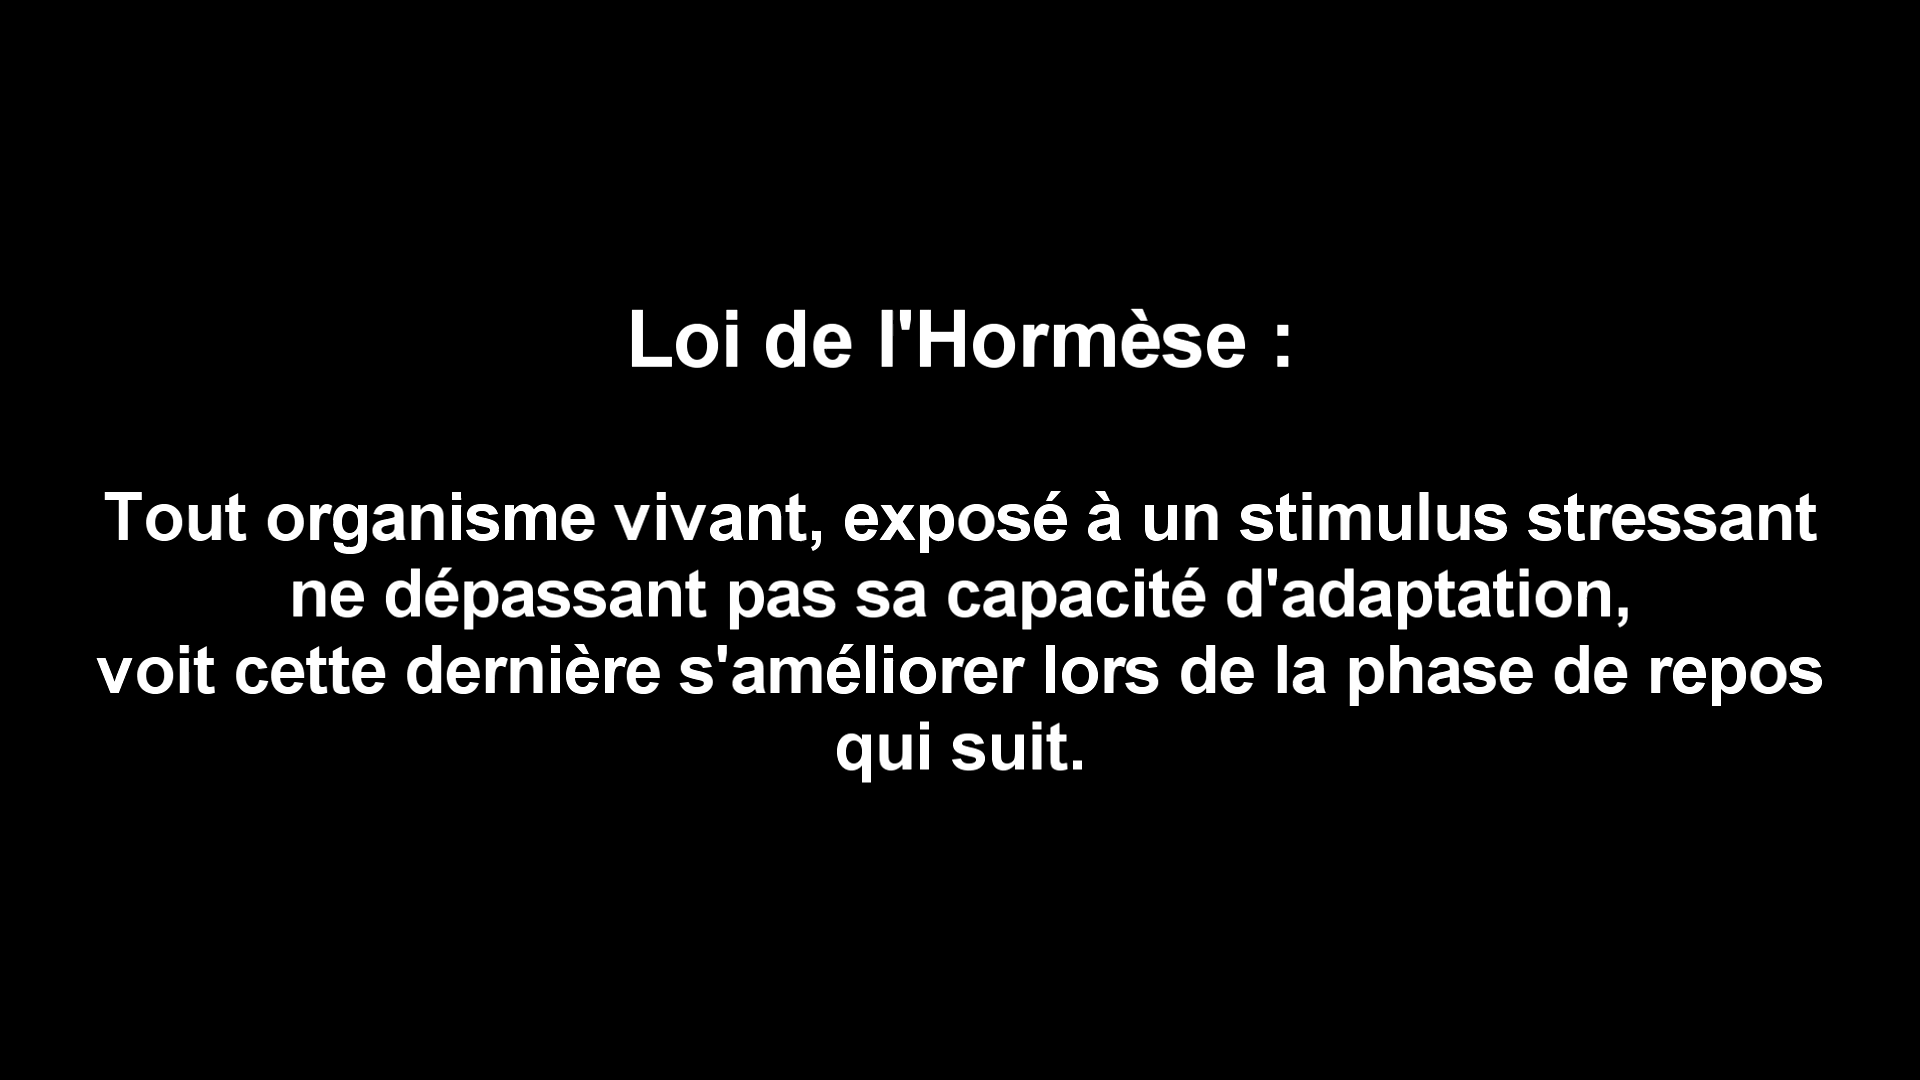 Loi de l'Hormèse :
Tout organisme vivant, exposé à un stimulus stressant
ne dépassant pas sa capacité d'adaptation,
voit cette dernière s'améliorer lors de la phase de repos
qui suit.